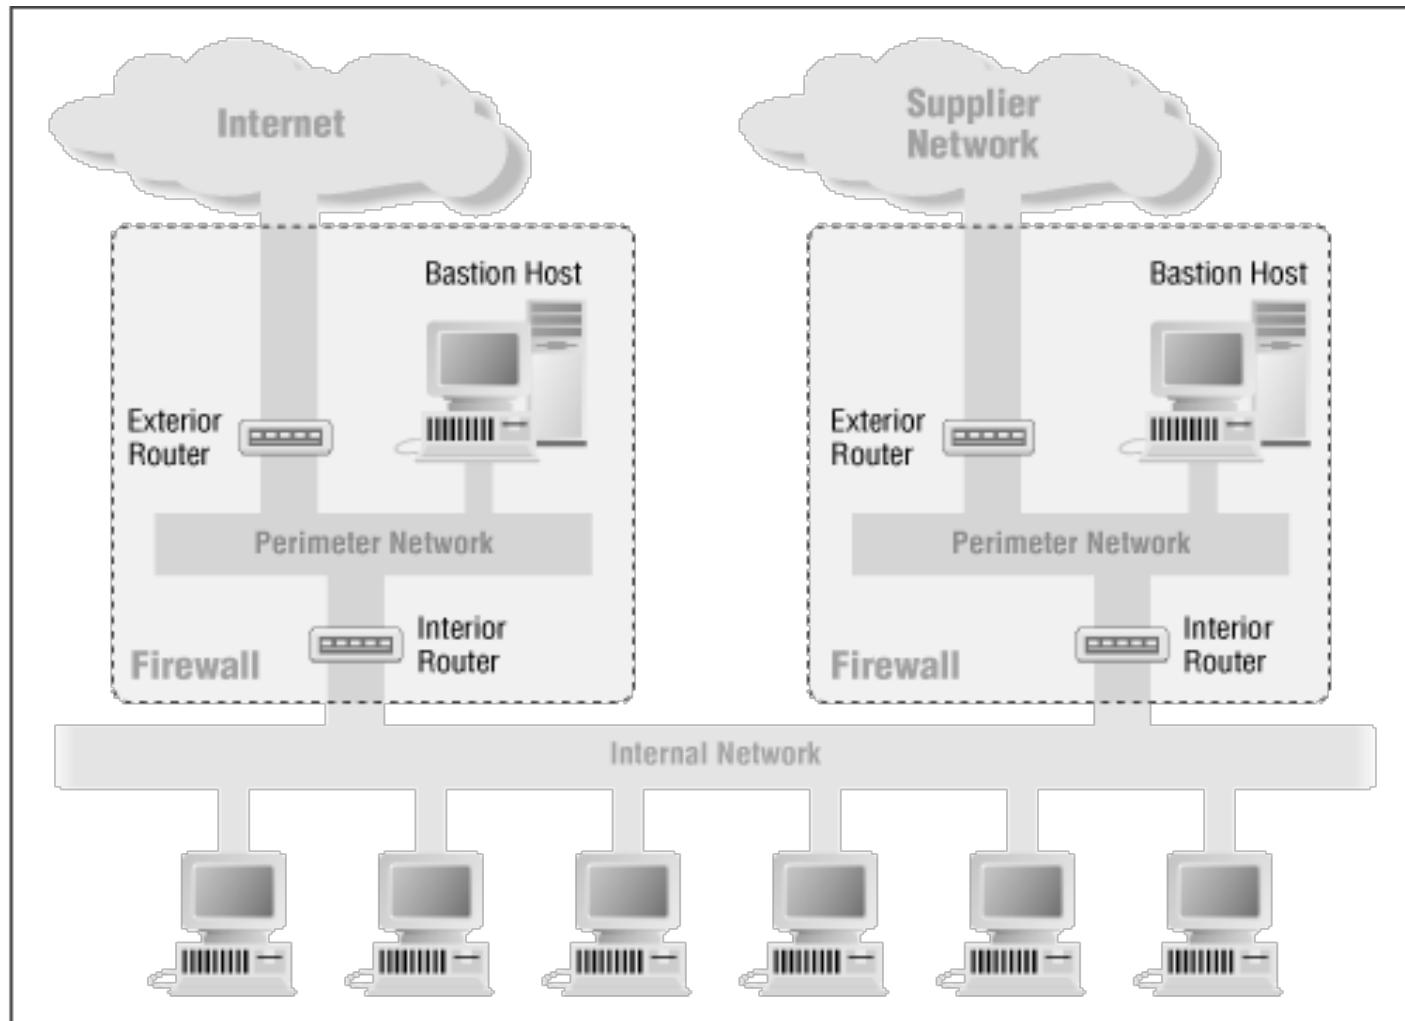 Internet
Supplier
Network
Bastion Host
Bastion Host
Exterior
Router
Exterior
Router
Perimeter Network
Perimeter Network
Interior
Router
Interior
Router
Firewall
Firewall
Internal Network